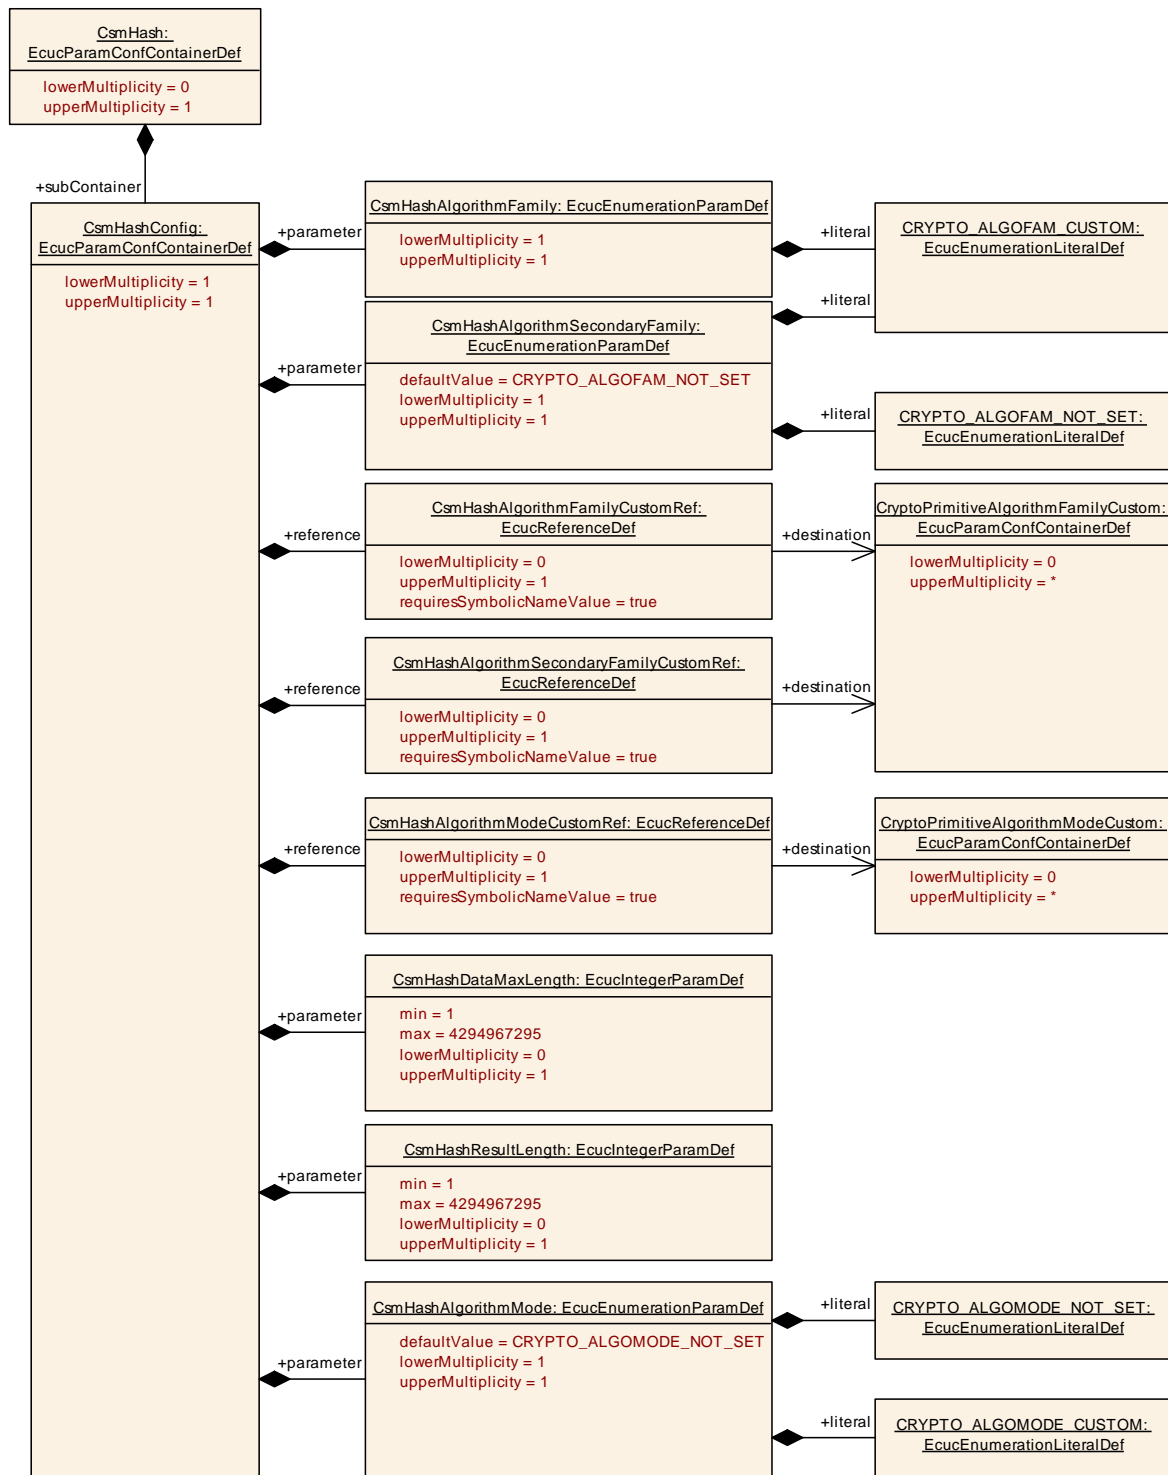 CsmHash:
EcucParamConfContainerDef
lowerMultiplicity = 0
upperMultiplicity = 1
+subContainer
CsmHashConfig:
EcucParamConfContainerDef
lowerMultiplicity = 1
upperMultiplicity = 1
+parameter
CsmHashAlgorithmFamily: EcucEnumerationParamDef
lowerMultiplicity = 1
upperMultiplicity = 1
+literal
CRYPTO_ALGOFAM_CUSTOM:
EcucEnumerationLiteralDef
+literal
CsmHashAlgorithmSecondaryFamily:
EcucEnumerationParamDef
+parameter
defaultValue = CRYPTO_ALGOFAM_NOT_SET
lowerMultiplicity = 1
upperMultiplicity = 1
+literal
CRYPTO_ALGOFAM_NOT_SET:
EcucEnumerationLiteralDef
+reference
CsmHashAlgorithmFamilyCustomRef:
EcucReferenceDef
lowerMultiplicity = 0
upperMultiplicity = 1
requiresSymbolicNameValue = true
+destination
CryptoPrimitiveAlgorithmFamilyCustom:
EcucParamConfContainerDef
lowerMultiplicity = 0
upperMultiplicity = *
+reference
CsmHashAlgorithmSecondaryFamilyCustomRef:
EcucReferenceDef
lowerMultiplicity = 0
upperMultiplicity = 1
requiresSymbolicNameValue = true
+destination
+reference
CsmHashAlgorithmModeCustomRef: EcucReferenceDef
lowerMultiplicity = 0
upperMultiplicity = 1
requiresSymbolicNameValue = true
+destination
CryptoPrimitiveAlgorithmModeCustom:
EcucParamConfContainerDef
lowerMultiplicity = 0
upperMultiplicity = *
+parameter
CsmHashDataMaxLength: EcucIntegerParamDef
min = 1
max = 4294967295
lowerMultiplicity = 0
upperMultiplicity = 1
+parameter
CsmHashResultLength: EcucIntegerParamDef
min = 1
max = 4294967295
lowerMultiplicity = 0
upperMultiplicity = 1
+parameter
CsmHashAlgorithmMode: EcucEnumerationParamDef
defaultValue = CRYPTO_ALGOMODE_NOT_SET
lowerMultiplicity = 1
upperMultiplicity = 1
+literal
CRYPTO_ALGOMODE_NOT_SET:
EcucEnumerationLiteralDef
+literal
CRYPTO_ALGOMODE_CUSTOM:
EcucEnumerationLiteralDef